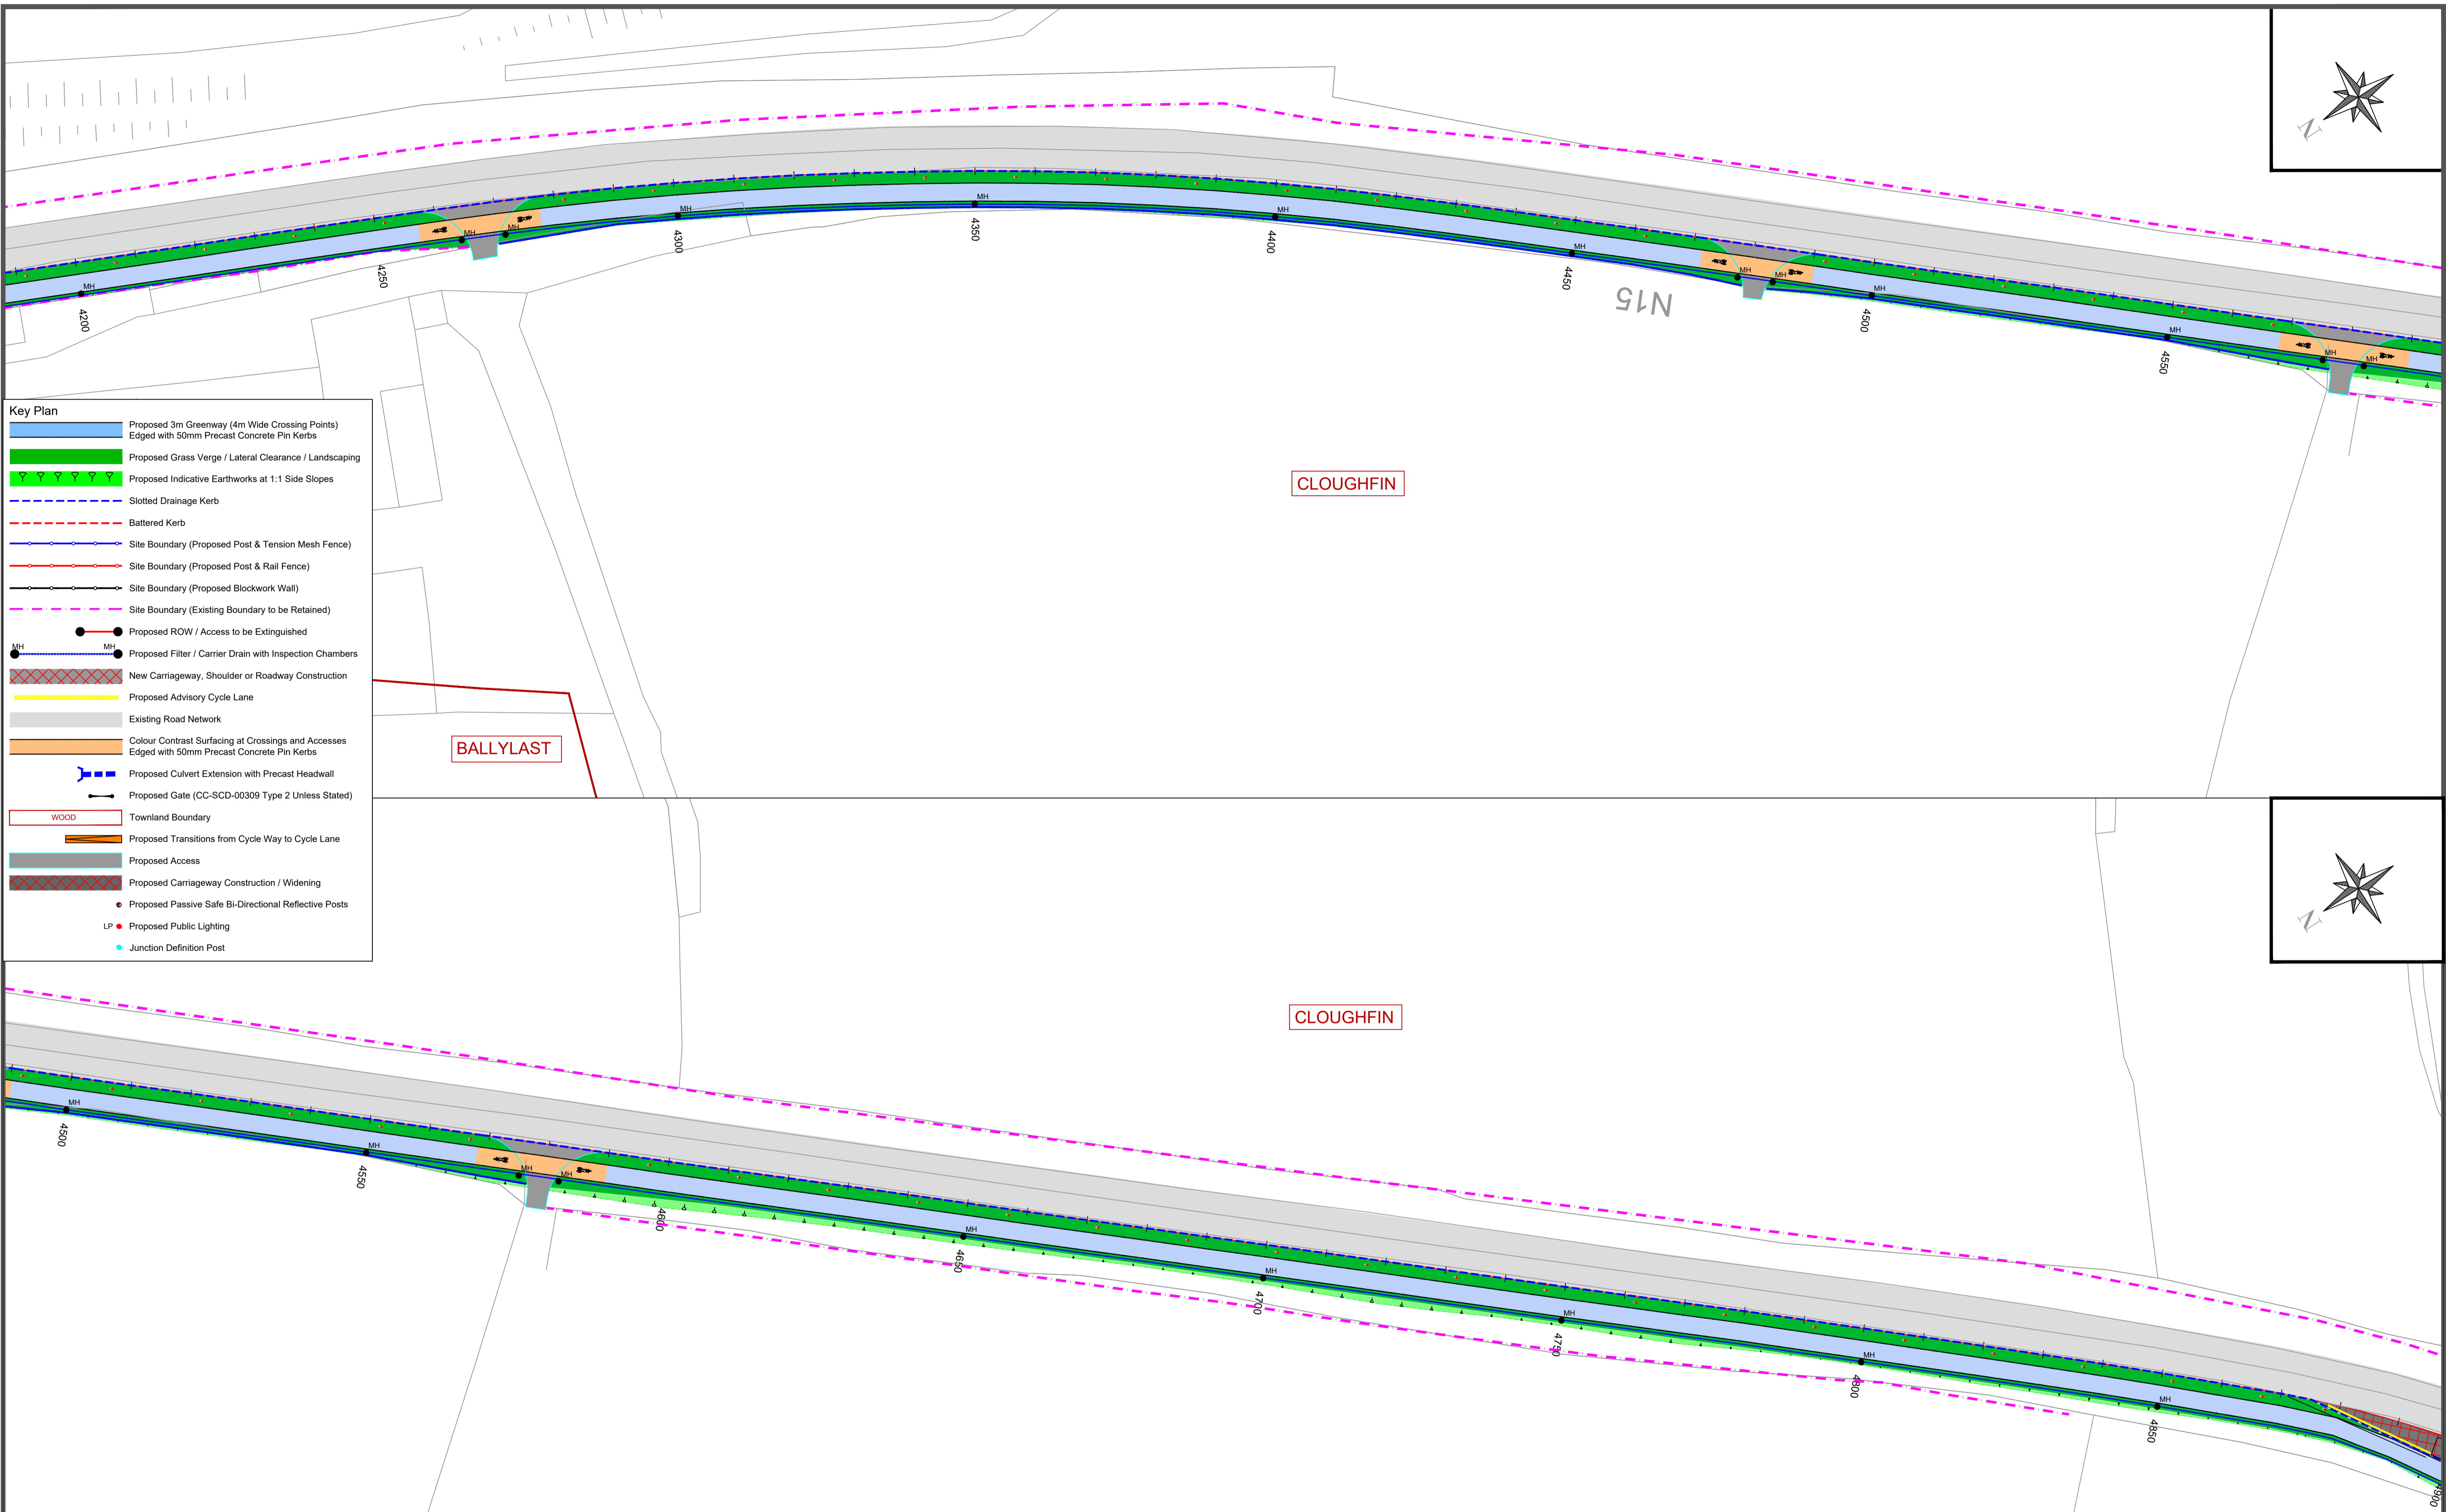 N
MH
MH
MH
MH
MH
MH
MH
MH
MH
MH
MH
MH
MH
4200
4250
4300
4350
4400
4450
4500
4550
N15
CLOUGHFIN
BALLYLAST
Key Plan
Proposed 3m Greenway (4m Wide Crossing Points)
Edged with 50mm Precast Concrete Pin Kerbs
Proposed Grass Verge / Lateral Clearance / Landscaping
Proposed Indicative Earthworks at 1:1 Side Slopes
Slotted Drainage Kerb
Battered Kerb
Site Boundary (Proposed Post & Tension Mesh Fence)
Site Boundary (Proposed Post & Rail Fence)
Site Boundary (Proposed Blockwork Wall)
Site Boundary (Existing Boundary to be Retained)
Proposed ROW / Access to be Extinguished
MH MH Proposed Filter / Carrier Drain with Inspection Chambers
New Carriageway, Shoulder or Roadway Construction
Proposed Advisory Cycle Lane
Existing Road Network
Colour Contrast Surfacing at Crossings and Accesses
Edged with 50mm Precast Concrete Pin Kerbs
Proposed Culvert Extension with Precast Headwall
Proposed Gate (CC-SCD-00309 Type 2 Unless Stated)
WOOD Townland Boundary
Proposed Transitions from Cycle Way to Cycle Lane
Proposed Access
Proposed Carriageway Construction / Widening
Proposed Passive Safe Bi-Directional Reflective Posts
LP Proposed Public Lighting
Junction Definition Post
N
CLOUGHFIN
MH
MH
MH
MH
MH
MH
MH
MH
MH
4500
4550
4600
4650
4700
4750
4800
4850
4900